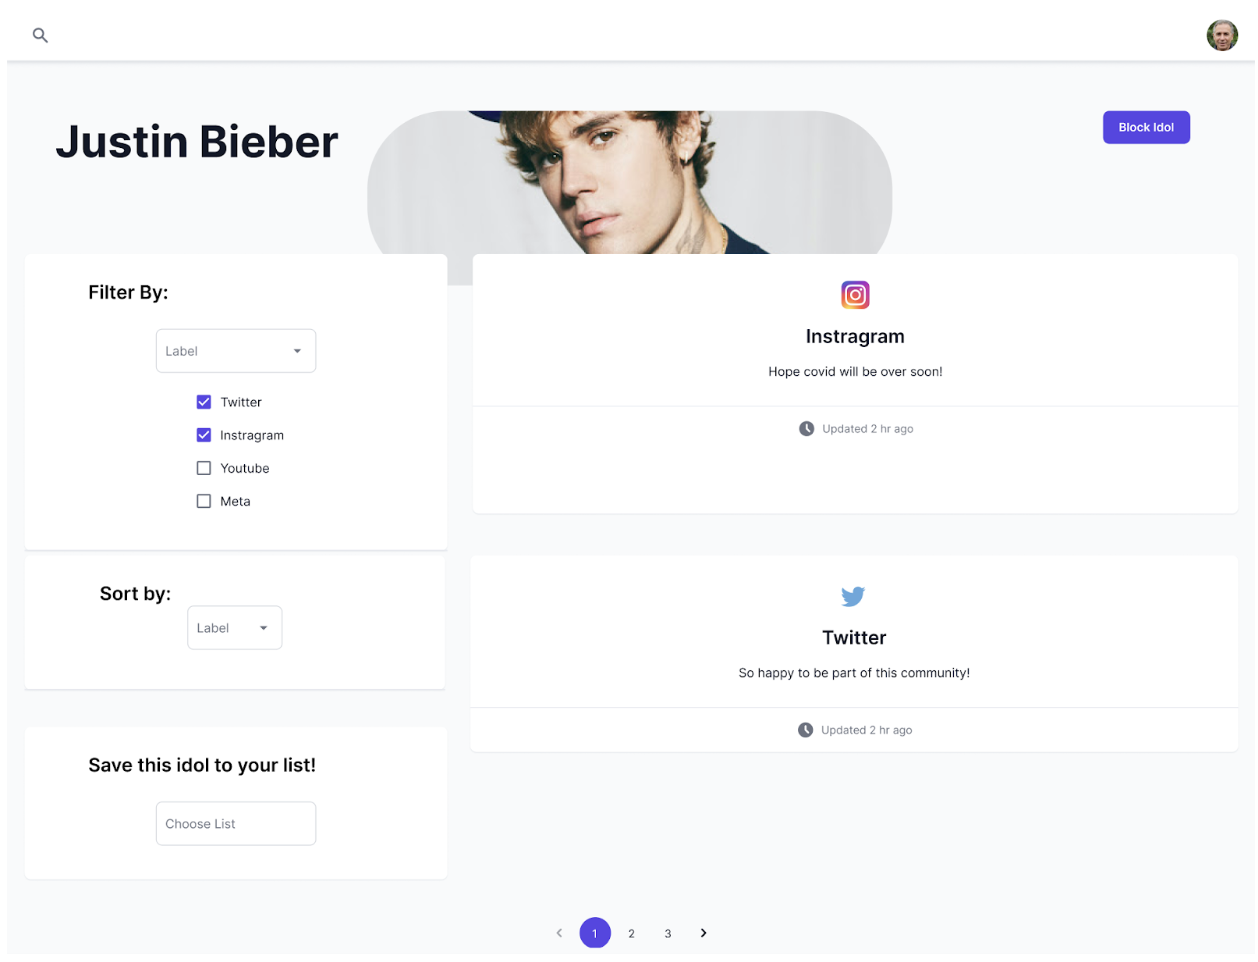 Justin Bieber
Block Idol
Filter By:
Label
Twitter
Instragram
Youtube
Meta
Sort by:
Label
Save this idol to your list!
Choose List
Instragram
Hope covid will be over soon!
Updated 2 hr ago
Twitter
So happy to be part of this community!
Updated 2 hr ago
1 2 3